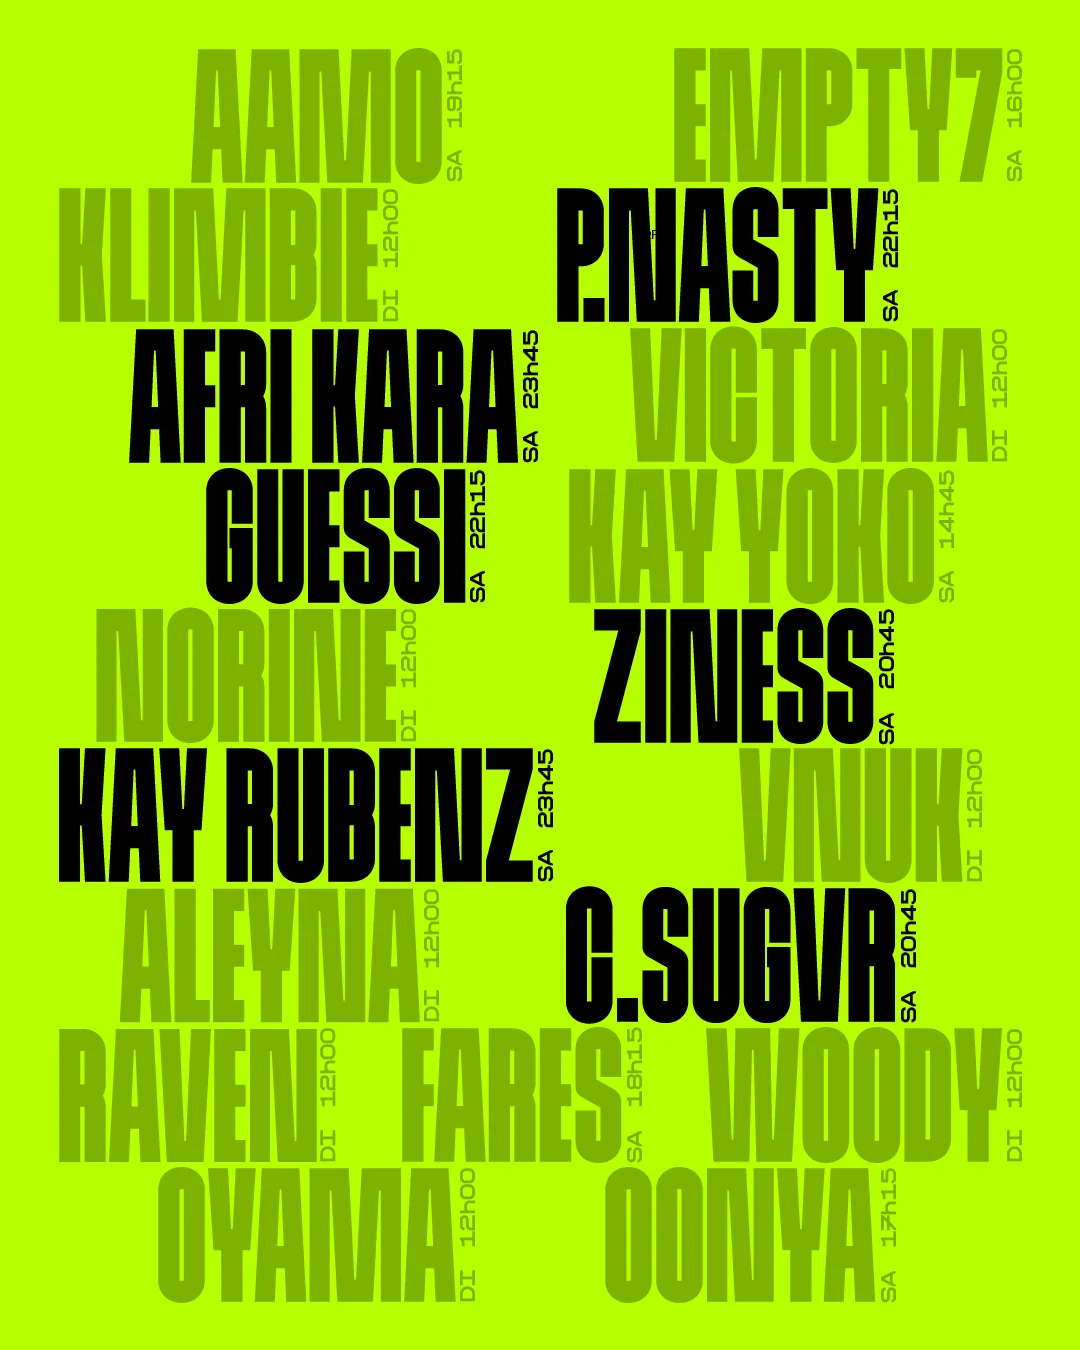 AAMO SA 19h15 EMPTY7 SA 16h00
KLIMBIE DI 12h00 P.NASTY SA 22h15
AFRI KARA SA 23h45 VICTORIA DI 12h00
GUESSI SA 22h15 KAY YOKO SA 14h45
NORINE DI 12h00 ZINESS SA 20h45
KAY RUBENZ SA 23h45 VNUK DI 12h00
ALEYNA DI 12h00 C.SUGVR SA 20h45
RAVEN DI 12h00 FARES SA 18h15 WOODY DI 12h00
OYAMA DI 12h00 OONYA SA 17h15